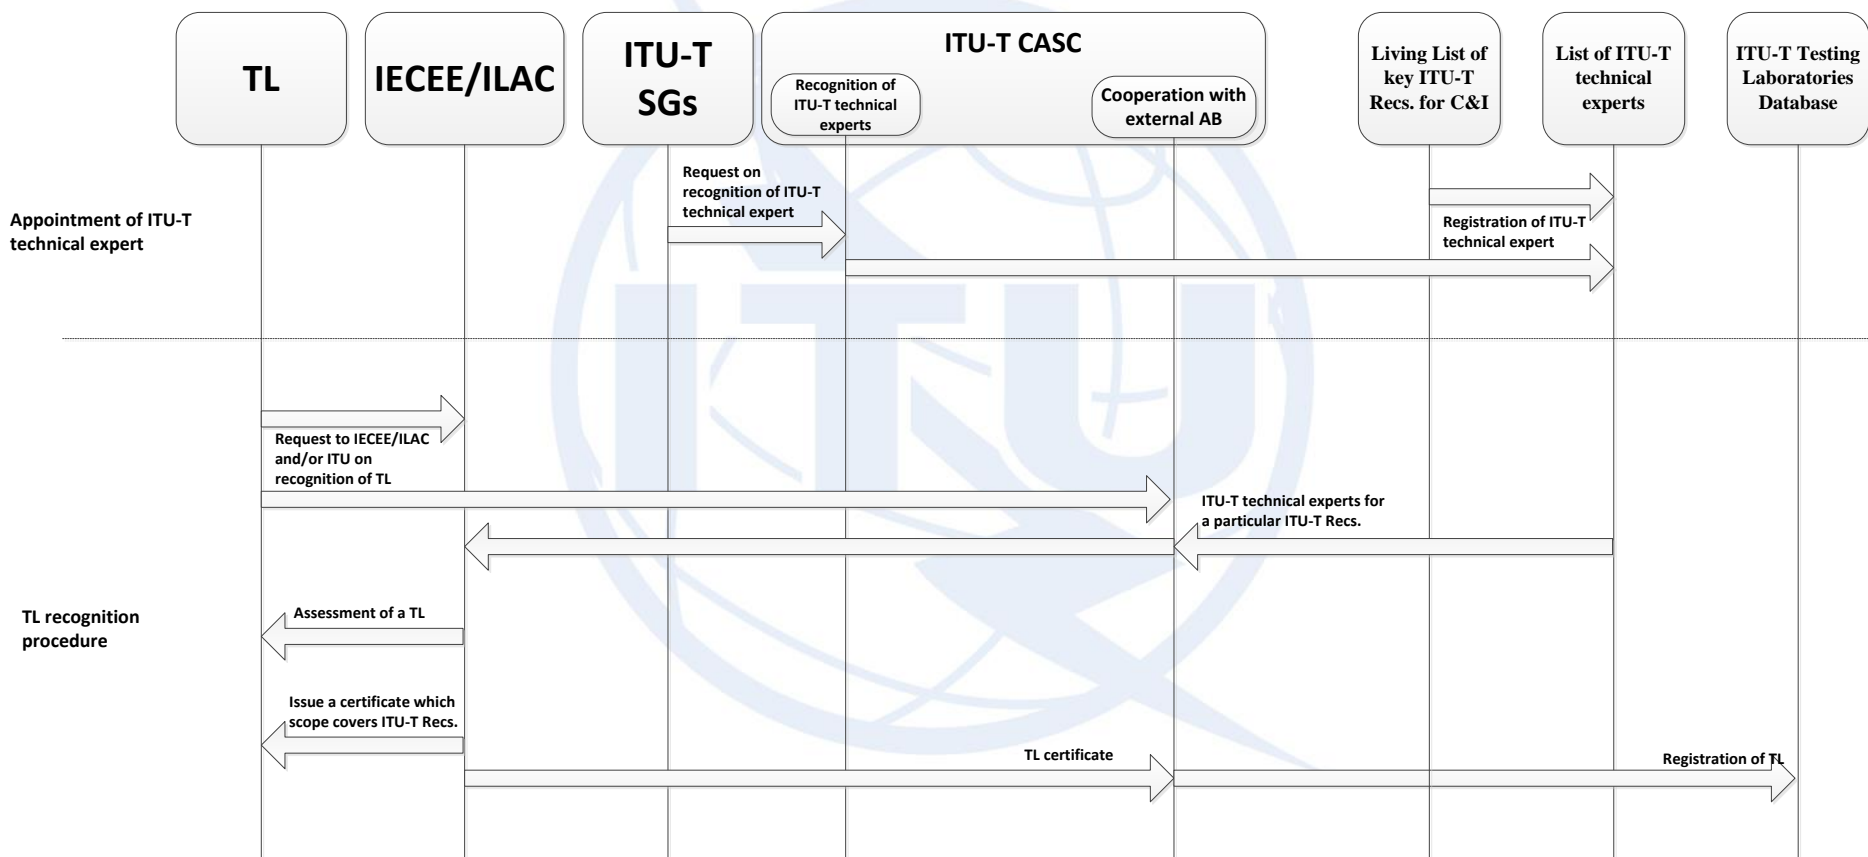 TL
IECEE/ILAC
ITU-T
SGs
ITU-T CASC
Recognition of
ITU-T technical
experts
Cooperation with
external AB
Living List of
key ITU-T
Recs. for C&I
List of ITU-T
technical
experts
ITU-T Testing
Laboratories
Database
Appointment of ITU-T
technical expert
Request on
recognition of ITU-T
technical expert
Registration of ITU-T
technical expert
ITU
Request to IECEE/ILAC
and/or ITU on
recognition of TL
ITU-T technical experts for
a particular ITU-T Recs.
TL recognition
procedure
Assessment of a TL
Issue a certificate which
scope covers ITU-T Recs.
TL certificate
Registration of TL